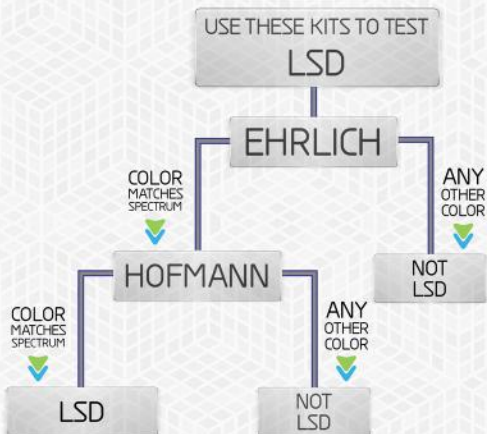 USE THESE KITS TO TEST
LSD
EHRLICH
COLOR
MATCHES
SPECTRUM
ANY
OTHER
COLOR
HOFMANN
NOT
LSD
COLOR
MATCHES
SPECTRUM
ANY
OTHER
COLOR
LSD
NOT
LSD